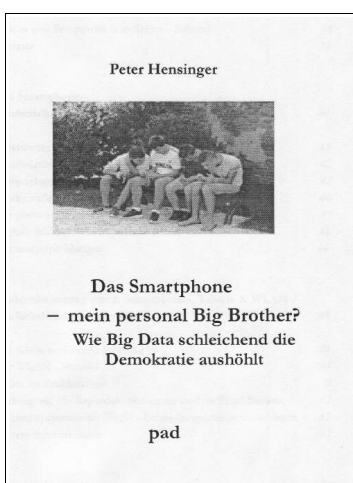 Peter Hensinger
Das Smartphone
– mein personal Big Brother?
Wie Big Data schleichend die
Demokratie aushöhlt
pad